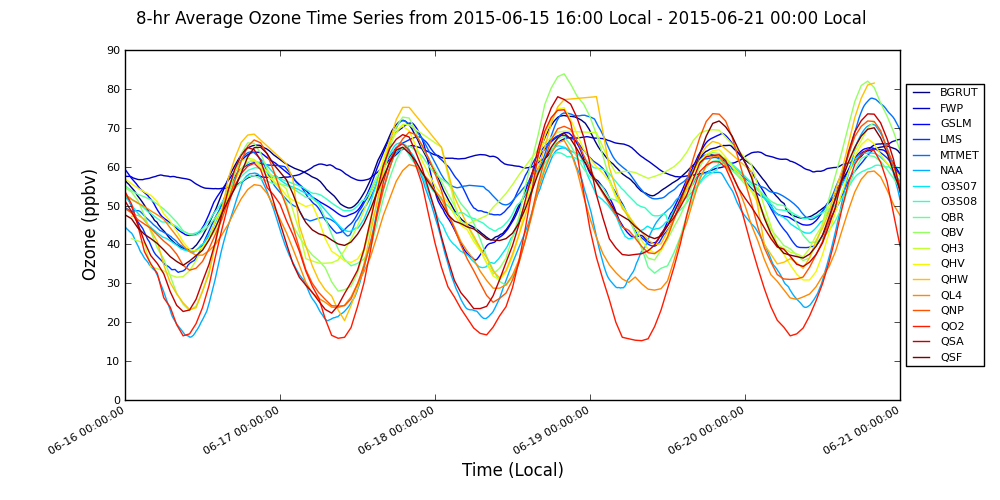 8-hr Average Ozone Time Series from 2015-06-15 16:00 Local - 2015-06-21 00:00 Local
90
80
70
60
50
40
30
20
10
0
Ozone (ppbv)
06-16 00:00:00
06-17 00:00:00
06-18 00:00:00
06-19 00:00:00
06-20 00:00:00
06-21 00:00:00
Time (Local)
BGRUT
FWP
GSLM
LMS
MTMET
NAA
O3S07
O3S08
QBR
QBV
QH3
QHV
QHW
QL4
QNP
QO2
QSA
QSF